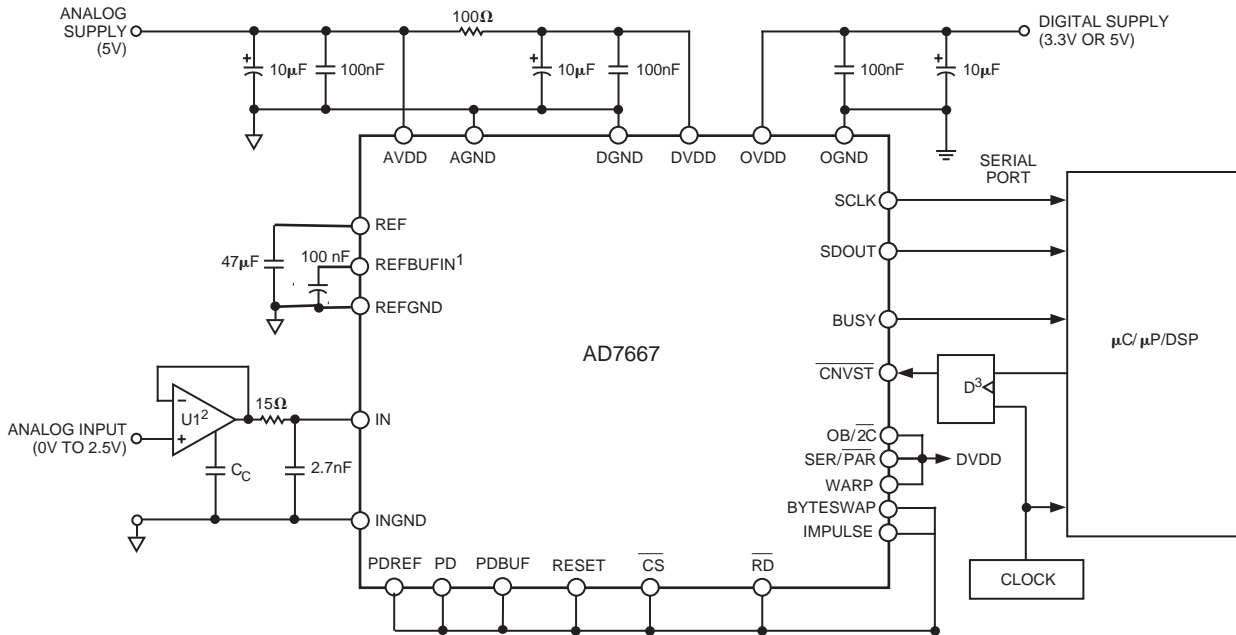 ANALOG
SUPPLY
(5V)
100Ω
DIGITAL SUPPLY
(3.3V OR 5V)
+
10μF
100nF
+
10μF
100nF
100nF
+
10μF
AVDD
AGND
DGND
DVDD
OVDD
OGND
SERIAL
PORT
SCLK
REF
47μF
100 nF
REFBUFIN1
SDOUT
REFGND
BUSY
AD7667
μC/μP/DSP
CNVST
D3
−
U12
+
15Ω
IN
ANALOG INPUT
(0V TO 2.5V)
OB/2C
SER/PAR
DVDD
CC
2.7nF
WARP
BYTESWAP
INGND
IMPULSE
PDREF
PD
PDBUF
RESET
CS
RD
CLOCK